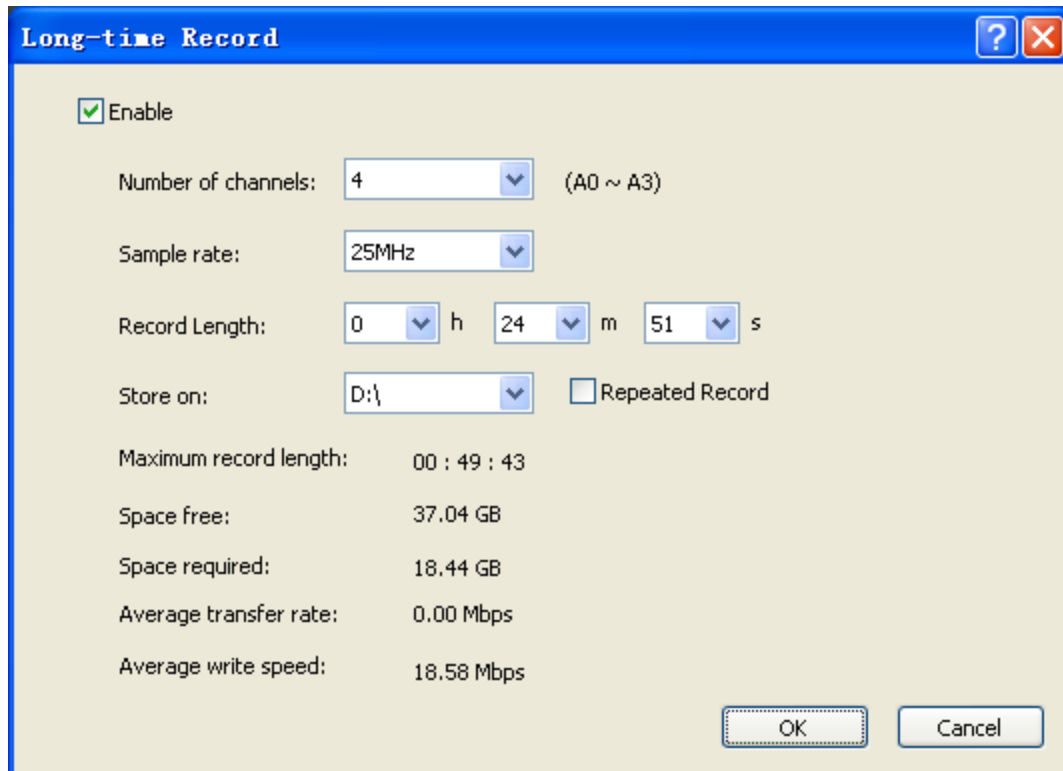 Long-time Record
Enable
Number of channels: 4 (A0 ~ A3)
Sample rate: 25MHz
Record Length: 0 h 24 m 51 s
Store on: D:\ Repeated Record
Maximum record length: 00 : 49 : 43
Space free: 37.04 GB
Space required: 18.44 GB
Average transfer rate: 0.00 Mbps
Average write speed: 18.58 Mbps
OK Cancel